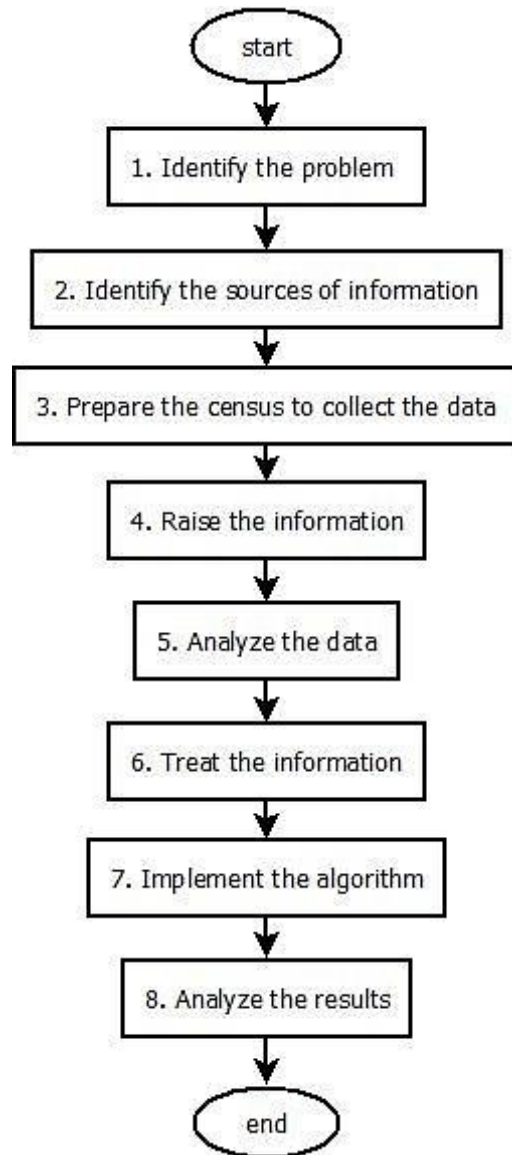 start
1. Identify the problem
2. Identify the sources of information
3. Prepare the census to collect the data
4. Raise the information
5. Analyze the data
6. Treat the information
7. Implement the algorithm
8. Analyze the results
end